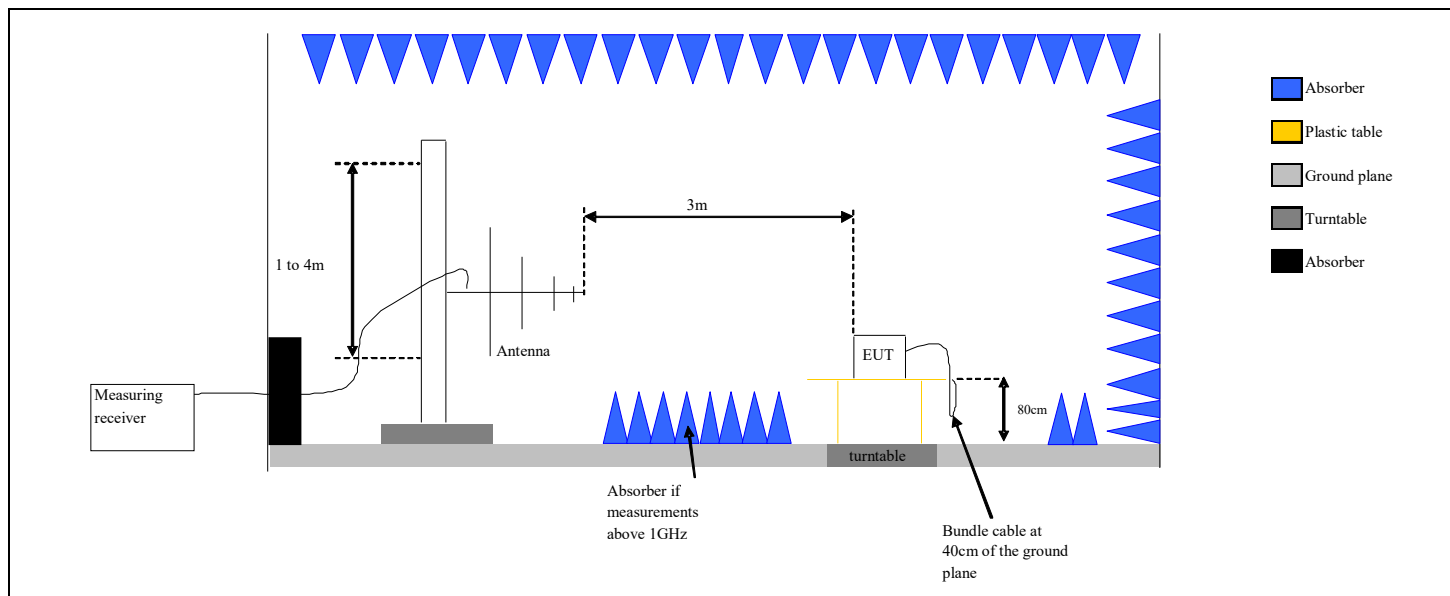 Absorber
Plastic table
Ground plane
Turntable
Absorber
3m
1 to 4m
Antenna
EUT
Measuring
receiver
80cm
turntable
Absorber if
measurements
above 1GHz
Bundle cable at
40cm of the ground
plane